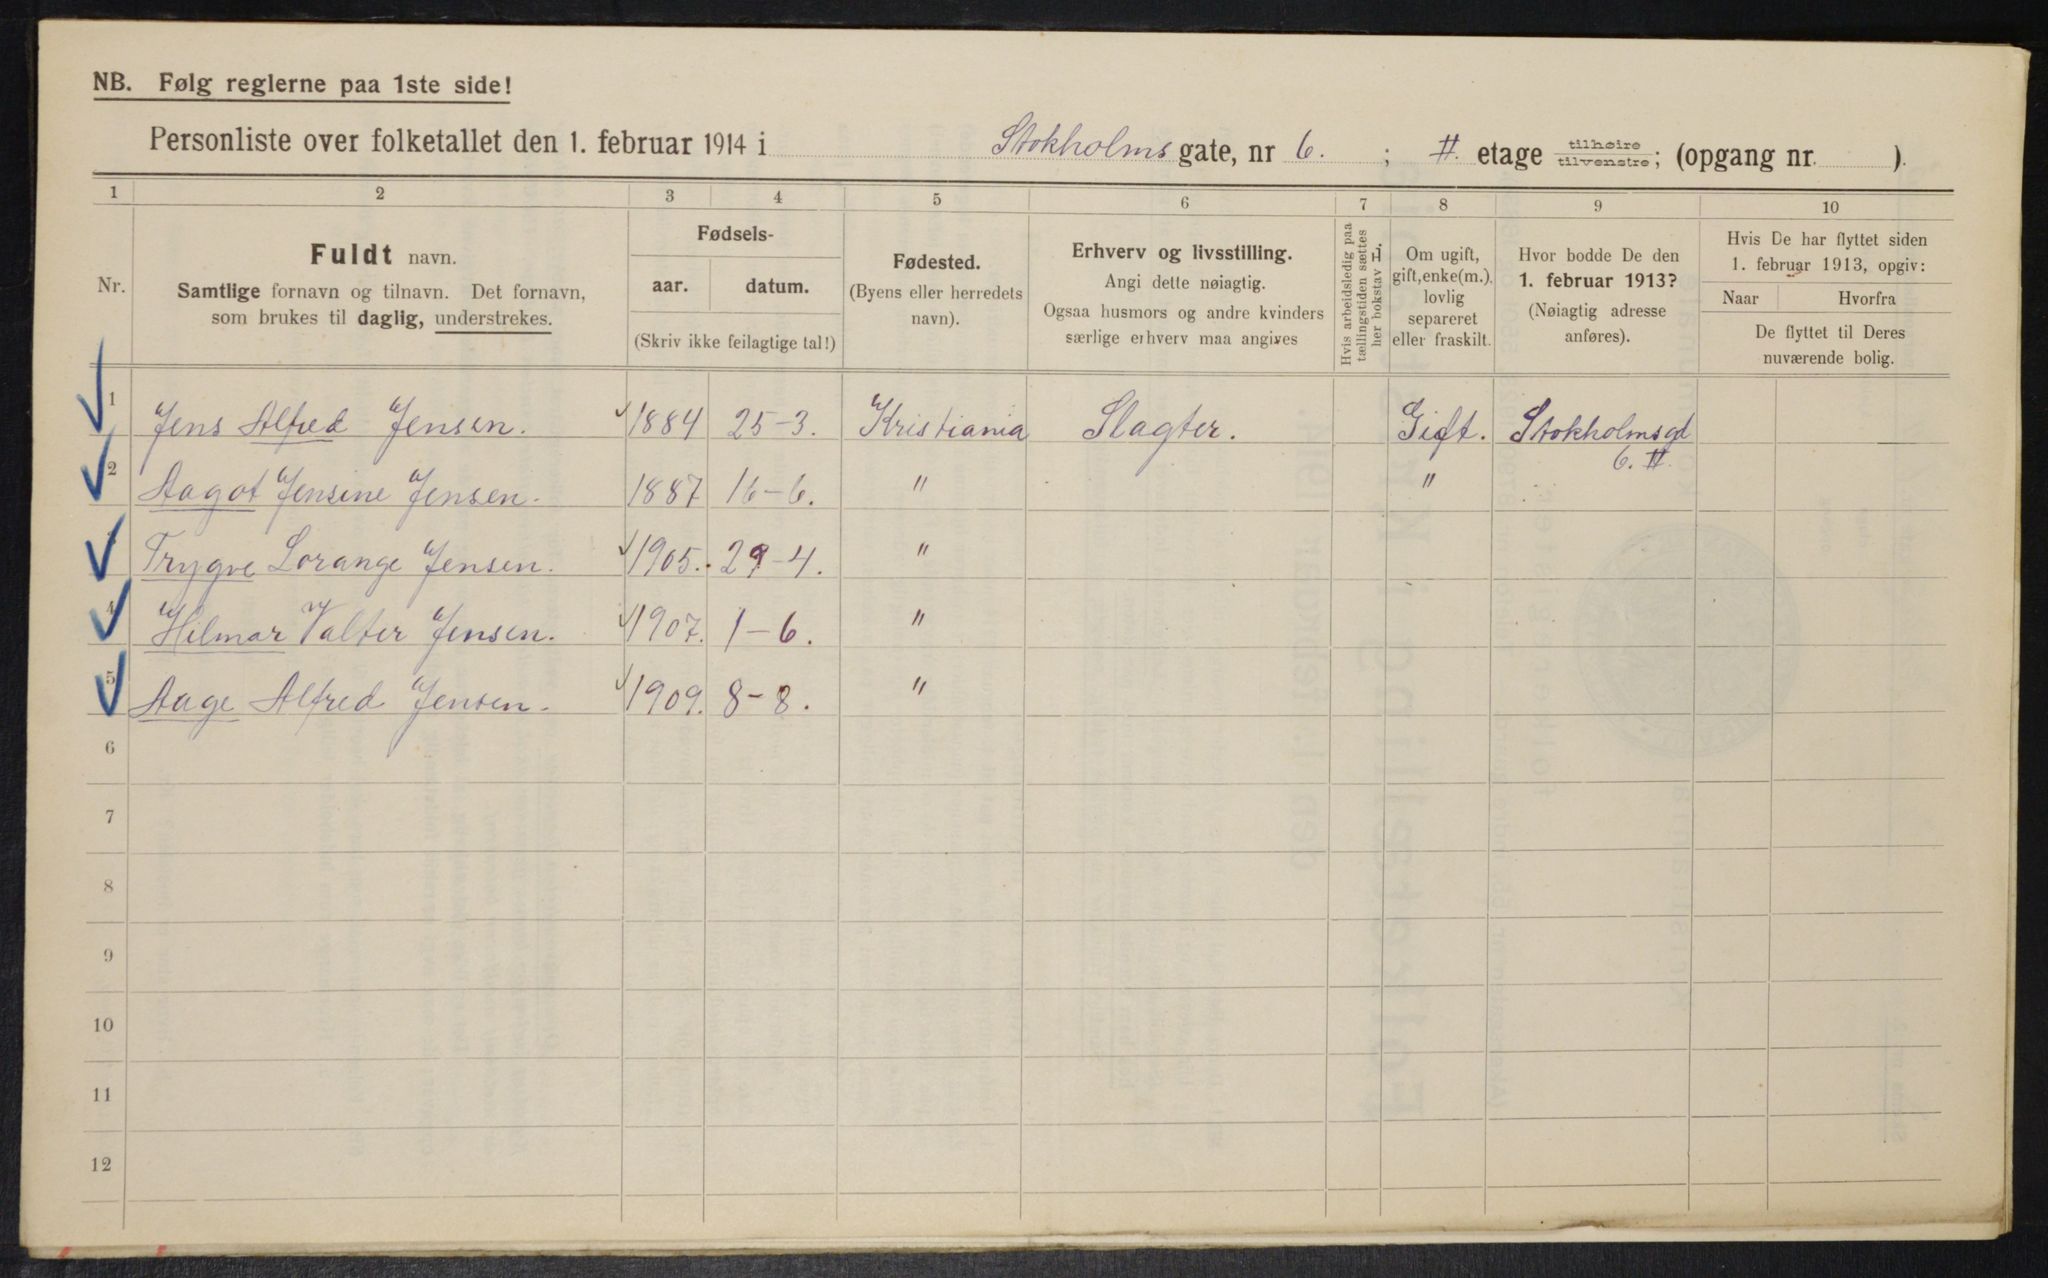 NB. Følg reglerne paa 1ste side!
Personliste over folketallet den 1. februar 1914 i Stokholms gate, nr 6. ; II. etage tilhøire tilvenstre; (opgang nr. ).
1 2 3 4 5 6 7 8 9 10
Nr.
Fuldt navn.
Samtlige fornavn og tilnavn. Det fornavn,
som brukes til daglig, understrekes.
Fødsels-
aar. datum.
(Skriv ikke feilagtige tal!)
Fødested.
(Byens eller herredets
navn).
Erhverv og livsstilling.
Angi dette nøiagtig.
Ogsaa husmors og andre kvinders
særlige erhverv maa angives
Hvis arbeidsledig paa
tællingstiden sættes
her bokstav L.
Om ugift,
gift, enke(m.),
lovlig
separeret
eller fraskilt.
Hvor bodde De den
1. februar 1913?
(Nøiagtig adresse
anføres).
Hvis De har flyttet siden
1. februar 1913, opgiv:
Naar Hvorfra
De flyttet til Deres
nuværende bolig.
1 Jens Alfred Jensen. 1884 25-3. Kristiania Slagter. Gift. Stokholmsgd
6. II.
2 Aagot Jensine Jensen. 1887 16-6. " "
Trygve Lorange Jensen. 1905. 29-4. "
4 Hilmar Valter Jensen. 1907. 1-6. "
5 Aage Alfred Jensen. 1909. 8-8. "
6
7
8
9
10
11
12